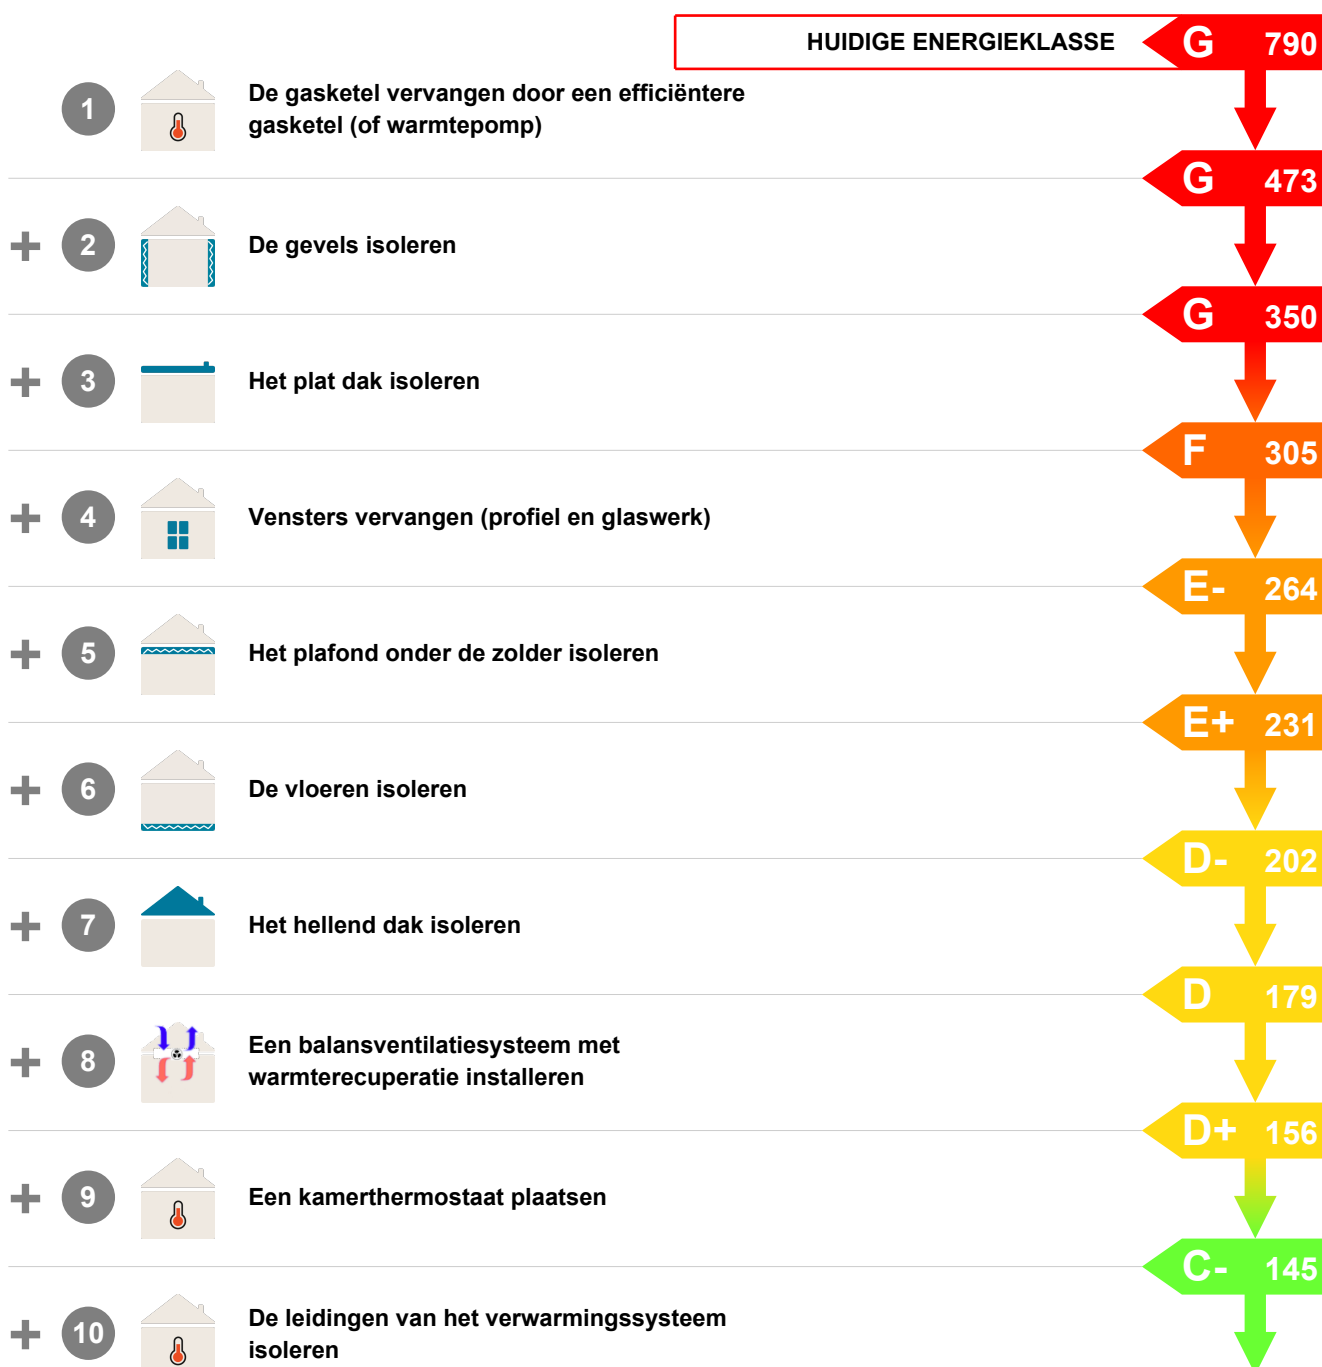 HUIDIGE ENERGIEKLASSE G 790
1 De gasketel vervangen door een efficiëntere
gasketel (of warmtepomp)
G 473
+ 2 De gevels isoleren
G 350
+ 3 Het plat dak isoleren
F 305
+ 4 Vensters vervangen (profiel en glaswerk)
E- 264
+ 5 Het plafond onder de zolder isoleren
E+ 231
+ 6 De vloeren isoleren
D- 202
+ 7 Het hellend dak isoleren
D 179
+ 8 Een balansventilatiesysteem met
warmterecuperatie installeren
D+ 156
+ 9 Een kamerthermostaat plaatsen
C- 145
+ 10 De leidingen van het verwarmingssysteem
isoleren